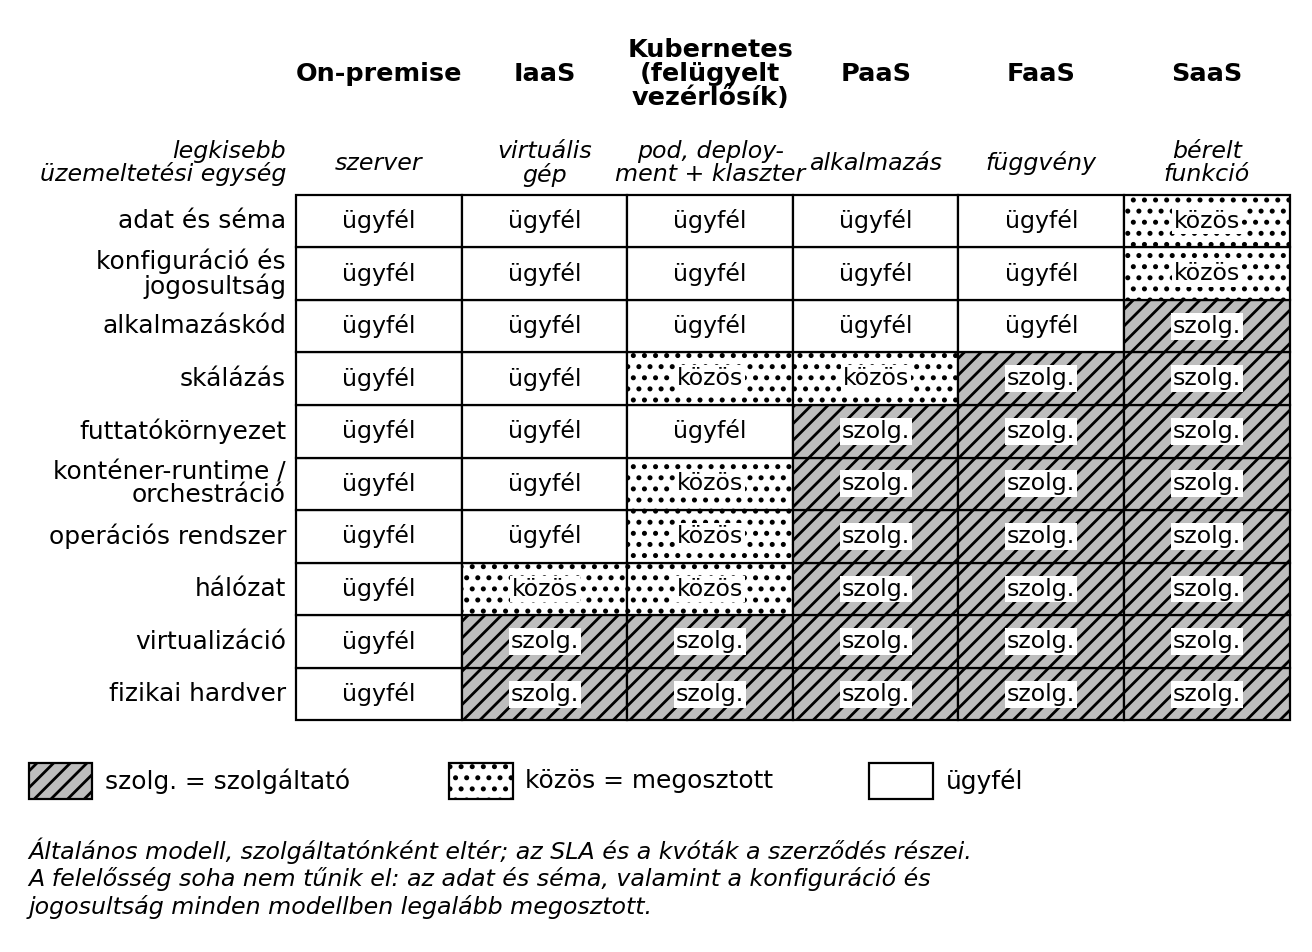 On-premise IaaS Kubernetes (felügyelt vezérlősík) PaaS FaaS SaaS
legkisebb üzemeltetési egység szerver virtuális gép pod, deploy- ment + klaszter alkalmazás függvény bérelt funkció
adat és séma ügyfél ügyfél ügyfél ügyfél ügyfél közös
konfiguráció és jogosultság ügyfél ügyfél ügyfél ügyfél ügyfél közös
alkalmazáskód ügyfél ügyfél ügyfél ügyfél ügyfél szolg.
skálázás ügyfél ügyfél közös közös szolg. szolg.
futtatókörnyezet ügyfél ügyfél ügyfél szolg. szolg. szolg.
konténer-runtime / orchestráció ügyfél ügyfél közös szolg. szolg. szolg.
operációs rendszer ügyfél ügyfél közös szolg. szolg. szolg.
hálózat ügyfél közös közös szolg. szolg. szolg.
virtualizáció ügyfél szolg. szolg. szolg. szolg. szolg.
fizikai hardver ügyfél szolg. szolg. szolg. szolg. szolg.
szolg. = szolgáltató közös = megosztott ügyfél
Általános modell, szolgáltatónként eltér; az SLA és a kvóták a szerződés részei.
A felelősség soha nem tűnik el: az adat és séma, valamint a konfiguráció és
jogosultság minden modellben legalább megosztott.